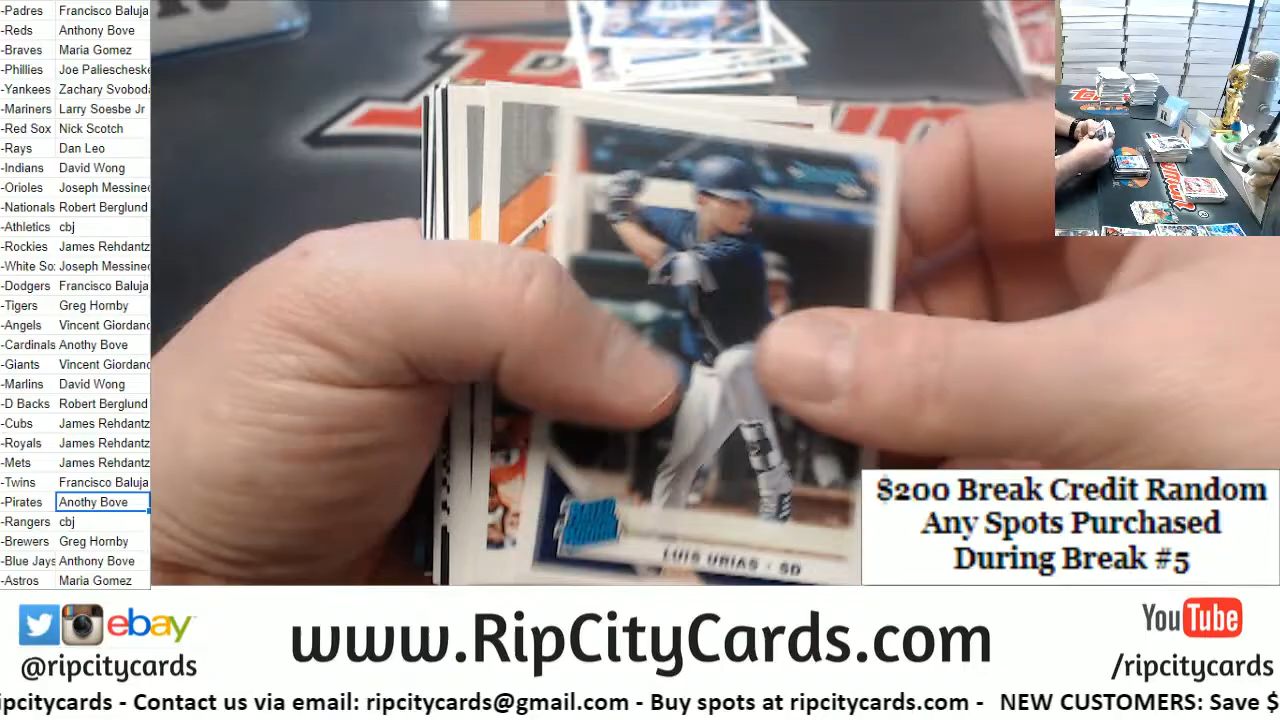 -Padres Francisco Baluja
-Reds Anthony Bove
-Braves Maria Gomez
-Phillies Joe Paliescheske
-Yankees Zachary Svoboda
-Mariners Larry Soesbe Jr
-Red Sox Nick Scotch
-Rays Dan Leo
-Indians David Wong
-Orioles Joseph Messineo
-Nationals Robert Berglund
-Athletics cbj
-Rockies James Rehdantz
-White So: Joseph Messineo
-Dodgers Francisco Baluja
-Tigers Greg Hornby
-Angels Vincent Giordano
-Cardinals Anothy Bove
-Giants Vincent Giordano
-Marlins David Wong
-D Backs Robert Berglund
-Cubs James Rehdantz
-Royals James Rehdantz
-Mets James Rehdantz
-Twins Francisco Baluja
-Pirates Anothy Bove
-Rangers cbj
-Brewers Greg Hornby
-Blue Jays Anthony Bove
-Astros Maria Gomez
LUIS URIAS - SD
$200 Break Credit Random
Any Spots Purchased
During Break #5
ebay
@ripcitycards
www.RipCityCards.com
YouTube
/ripcitycards
ipcitycards - Contact us via email: ripcitycards@gmail.com - Buy spots at ripcitycards.com - NEW CUSTOMERS: Save $